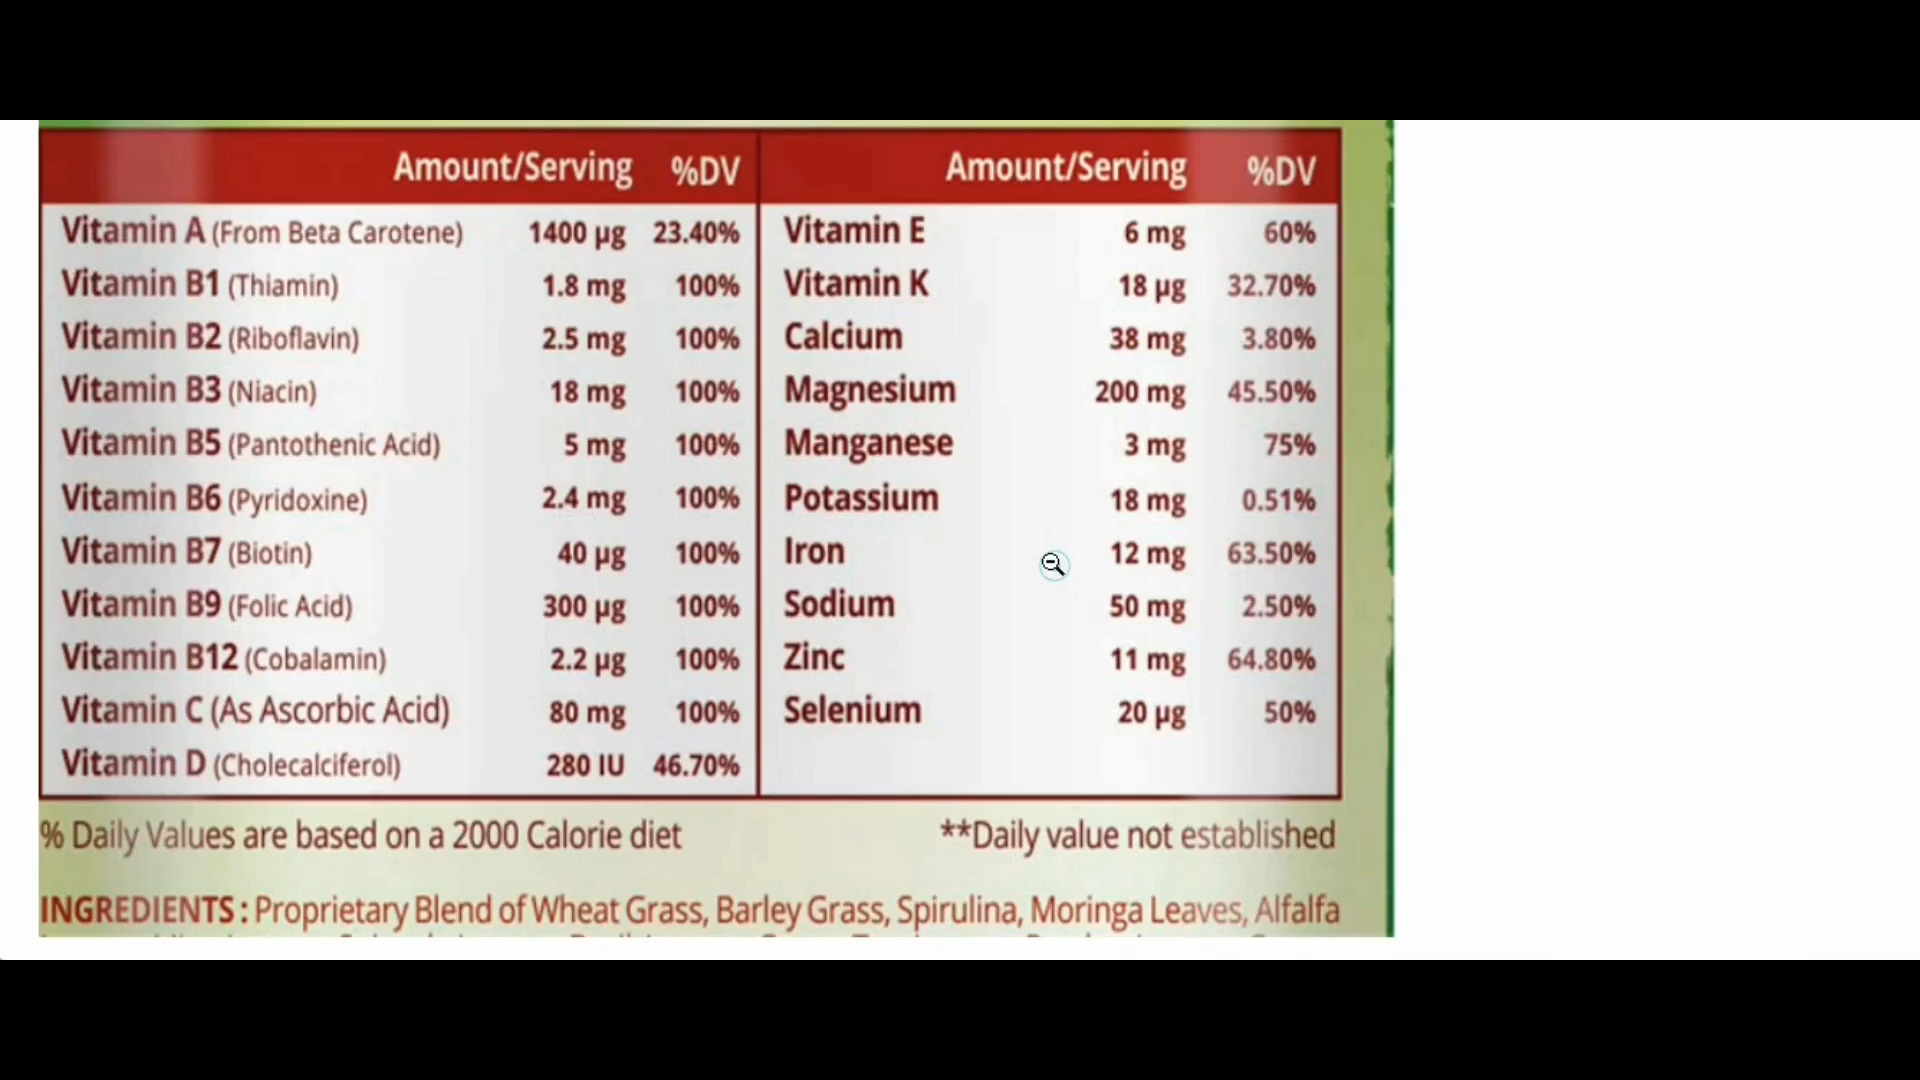 Amount/Serving %DV Amount/Serving %DV
Vitamin A (From Beta Carotene) 1400 µg 23.40% Vitamin E 6 mg 60%
Vitamin B1 (Thiamin) 1.8 mg 100% Vitamin K 18 µg 32.70%
Vitamin B2 (Riboflavin) 2.5 mg 100% Calcium 38 mg 3.80%
Vitamin B3 (Niacin) 18 mg 100% Magnesium 200 mg 45.50%
Vitamin B5 (Pantothenic Acid) 5 mg 100% Manganese 3 mg 75%
Vitamin B6 (Pyridoxine) 2.4 mg 100% Potassium 18 mg 0.51%
Vitamin B7 (Biotin) 40 µg 100% Iron 12 mg 63.50%
Vitamin B9 (Folic Acid) 300 µg 100% Sodium 50 mg 2.50%
Vitamin B12 (Cobalamin) 2.2 µg 100% Zinc 11 mg 64.80%
Vitamin C (As Ascorbic Acid) 80 mg 100% Selenium 20 µg 50%
Vitamin D (Cholecalciferol) 280 IU 46.70%
% Daily Values are based on a 2000 Calorie diet **Daily value not established
INGREDIENTS : Proprietary Blend of Wheat Grass, Barley Grass, Spirulina, Moringa Leaves, Alfalfa